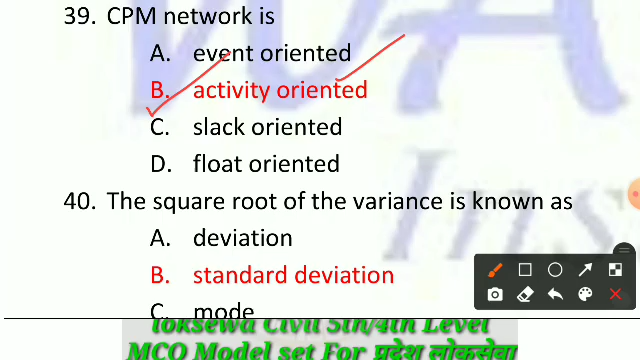 39. CPM network is
A. event oriented
B. activity oriented
C. slack oriented
D. float oriented
40. The square root of the variance is known as
A. deviation
B. standard deviation
C. mode
loksewa Civil 5th/4th Level
MCQ Model set For प्रदेश लोकसेवा